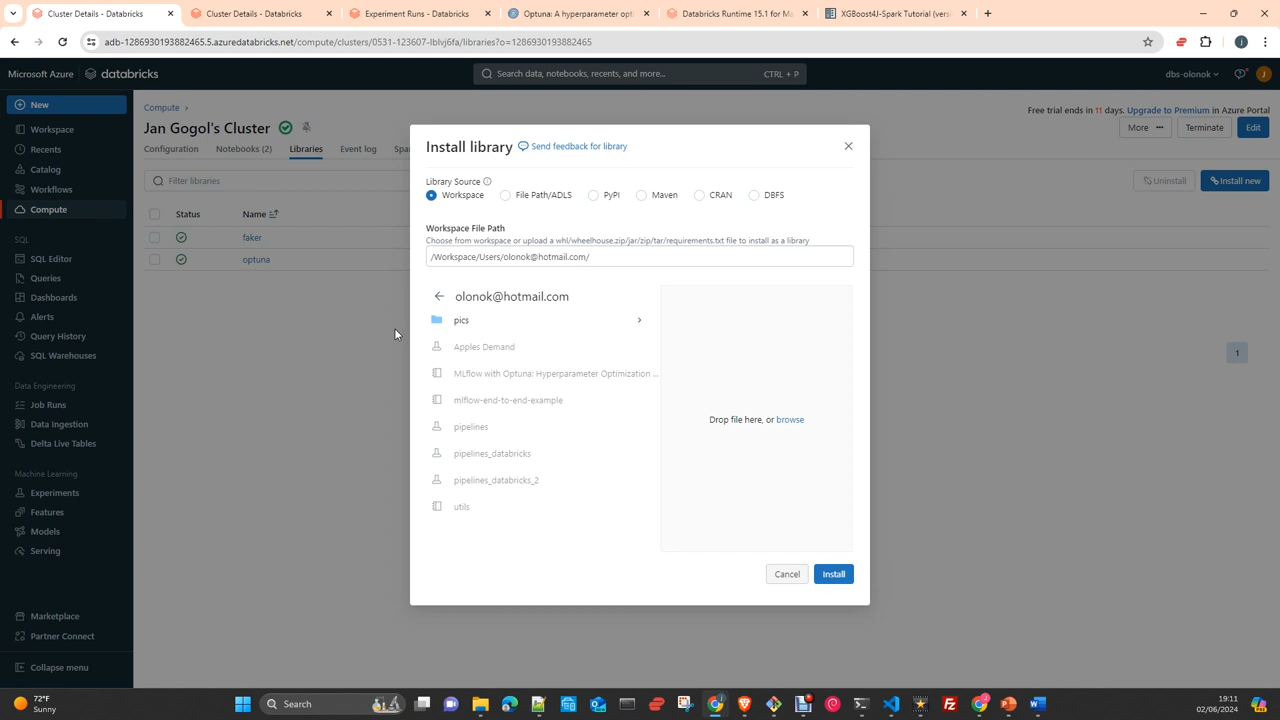 Cluster Details - Databricks
Cluster Details - Databricks
Experiment Runs - Databricks
Optuna: A hyperparameter opti
Databricks Runtime 15.1 for Ma
XGBoost4J-Spark Tutorial (versi
adb-1286930193882465.5.azuredatabricks.net/compute/clusters/0531-123607-lblvj6fa/libraries?o=1286930193882465
Microsoft Azure
databricks
Search data, notebooks, recents, and more...
CTRL + P
dbs-olonok
J
New
Workspace
Recents
Catalog
Workflows
Compute
SQL
SQL Editor
Queries
Dashboards
Alerts
Query History
SQL Warehouses
Data Engineering
Job Runs
Data Ingestion
Delta Live Tables
Machine Learning
Experiments
Features
Models
Serving
Marketplace
Partner Connect
Collapse menu
Compute
Free trial ends in 11 days. Upgrade to Premium in Azure Portal
Jan Gogol's Cluster
More
Terminate
Edit
Configuration
Notebooks (2)
Libraries
Event log
Spar
Filter libraries
Uninstall
Install new
Status
Name
faker
optuna
1
Install library
Send feedback for library
Library Source
Workspace
File Path/ADLS
PyPI
Maven
CRAN
DBFS
Workspace File Path
Choose from workspace or upload a whl/wheelhouse.zip/jar/zip/tar/requirements.txt file to install as a library
/Workspace/Users/olonok@hotmail.com/
olonok@hotmail.com
pics
Apples Demand
MLflow with Optuna: Hyperparameter Optimization ...
mlflow-end-to-end-example
pipelines
pipelines_databricks
pipelines_databricks_2
utils
Drop file here, or browse
Cancel
Install
72°F
Sunny
Search
19:11
02/06/2024